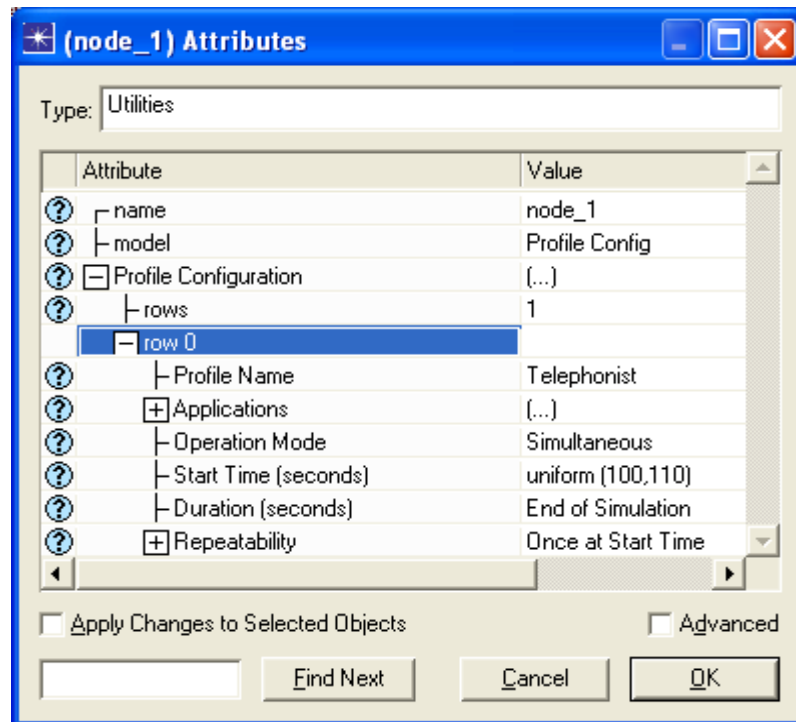 (node_1) Attributes
Type: Utilities
Attribute Value
name node_1
model Profile Config
Profile Configuration (...)
rows 1
row 0
Profile Name Telephonist
Applications (...)
Operation Mode Simultaneous
Start Time (seconds) uniform (100,110)
Duration (seconds) End of Simulation
Repeatability Once at Start Time
Apply Changes to Selected Objects Advanced
Find Next Cancel OK